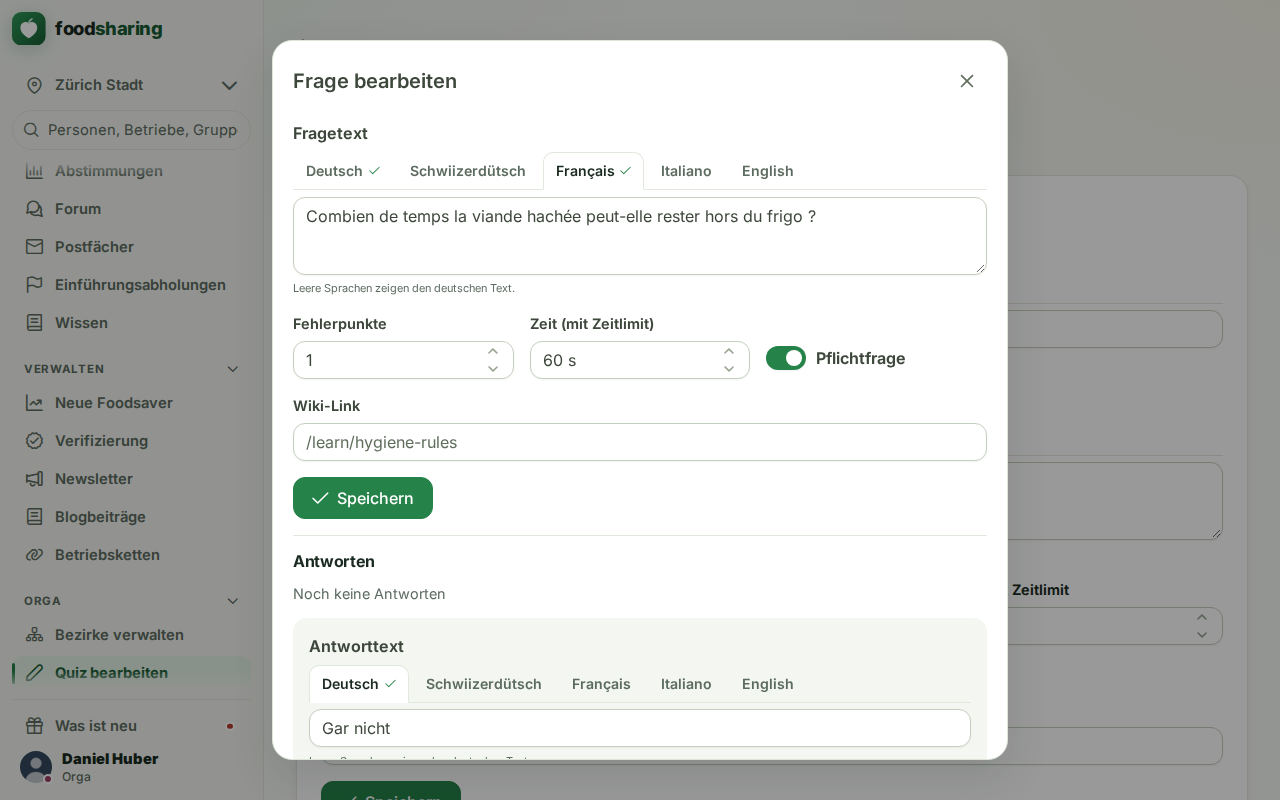 foodsharing
Zürich Stadt
Personen, Betriebe, Grupp
Abstimmungen
Forum
Postfächer
Einführungsabholungen
Wissen
VERWALTEN
Neue Foodsaver
Verifizierung
Newsletter
Blogbeiträge
Betriebsketten
ORGA
Bezirke verwalten
Quiz bearbeiten
Was ist neu
Daniel Huber
Orga
Frage bearbeiten
Fragetext
Deutsch Schwiizerdütsch Français Italiano English
Combien de temps la viande hachée peut-elle rester hors du frigo ?
Leere Sprachen zeigen den deutschen Text.
Fehlerpunkte Zeit (mit Zeitlimit)
1 60 s Pflichtfrage
Wiki-Link
/learn/hygiene-rules
Speichern
Antworten
Noch keine Antworten
Antworttext
Deutsch Schwiizerdütsch Français Italiano English
Gar nicht
Zeitlimit
Speichern